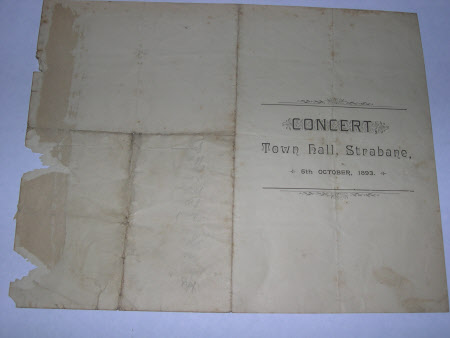 CONCERT
Town Hall, Strabane,
5th OCTOBER, 1893.